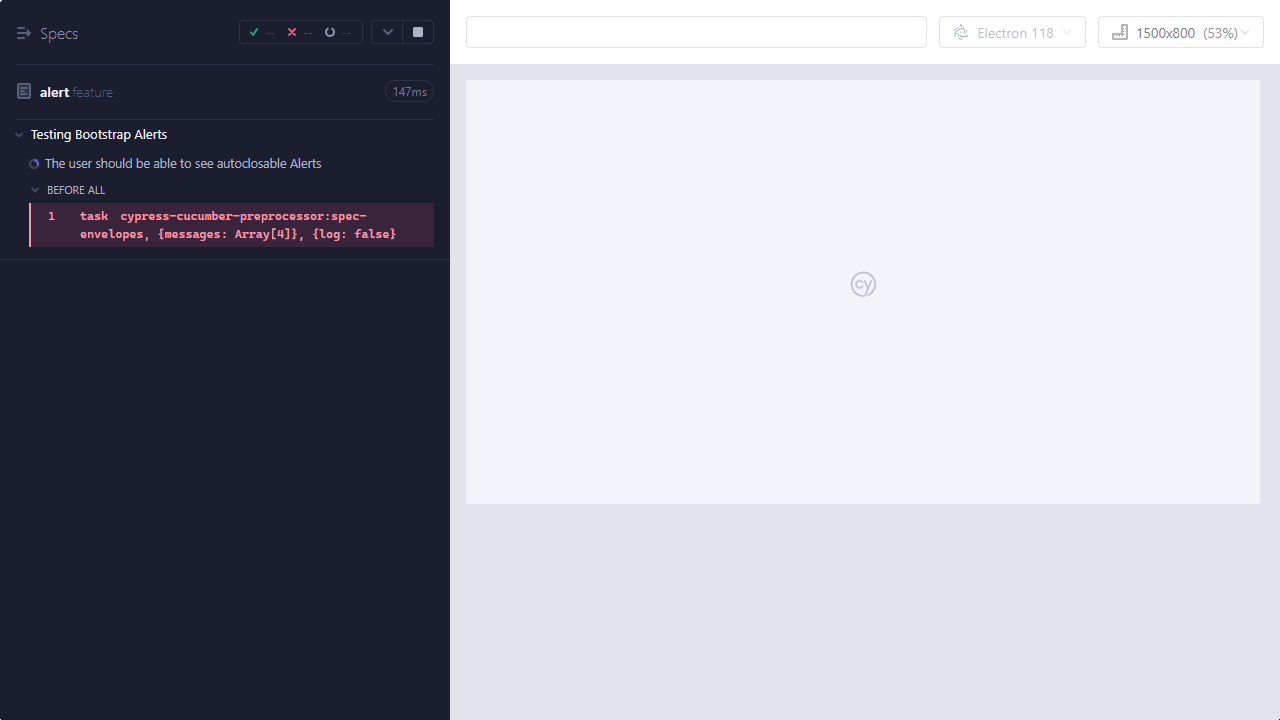 Specs
--
--
--
alert.feature
147ms
Testing Bootstrap Alerts
The user should be able to see autoclosable Alerts
BEFORE ALL
1 task cypress-cucumber-preprocessor:spec-
envelopes, {messages: Array[4]}, {log: false}
Electron 118
1500x800 (53%)
cy